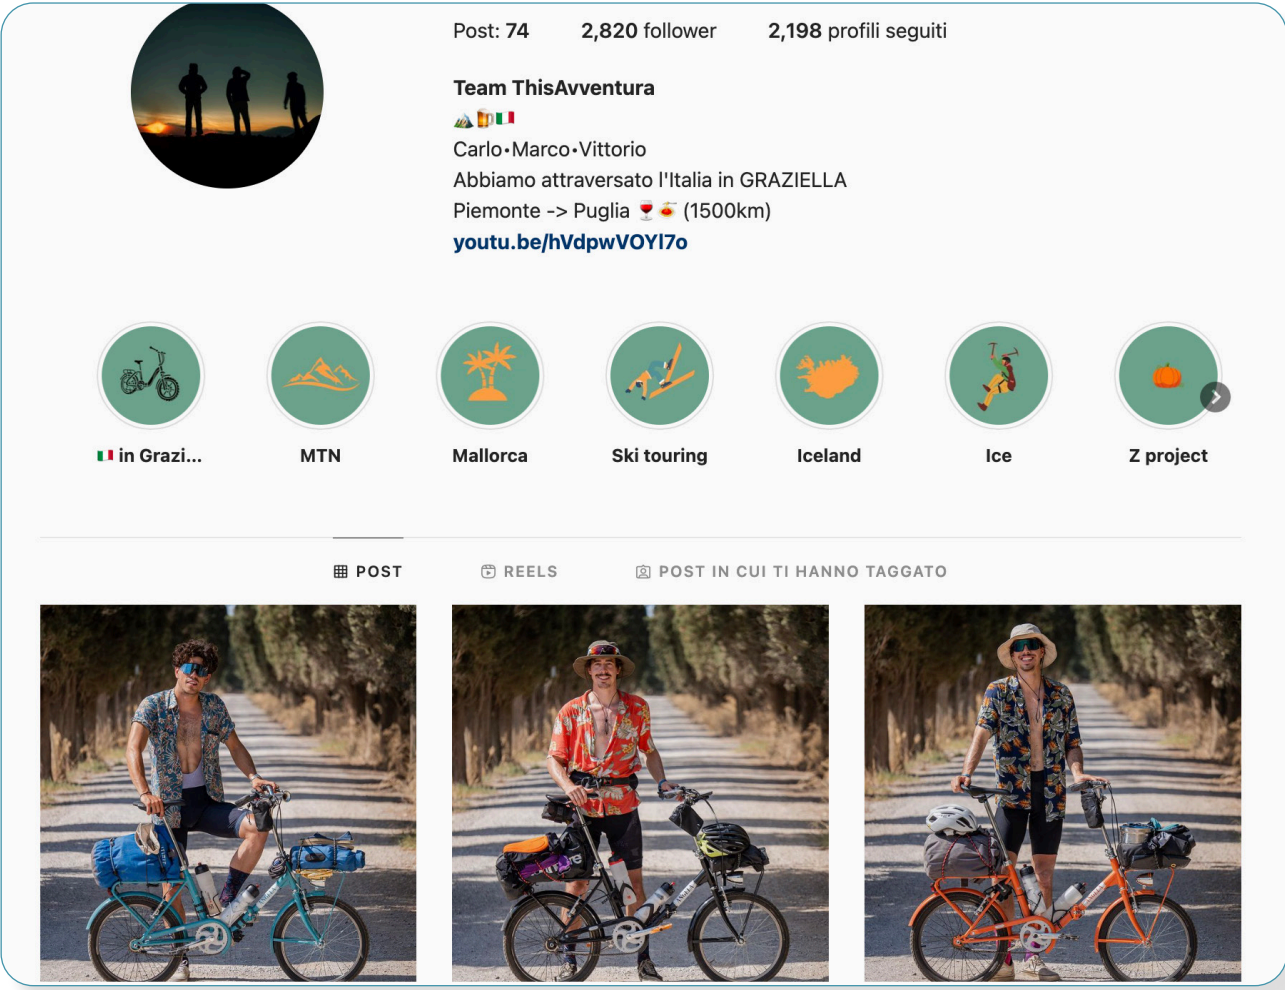 Post: 74 2,820 follower 2,198 profili seguiti
Team ThisAvventura
🏔️🍺🇮🇹
Carlo•Marco•Vittorio
Abbiamo attraversato l'Italia in GRAZIELLA
Piemonte -> Puglia 🍷🍝 (1500km)
youtu.be/hVdpwVOYl7o
🇮🇹 in Grazi... MTN Mallorca Ski touring Iceland Ice Z project
POST REELS POST IN CUI TI HANNO TAGGATO